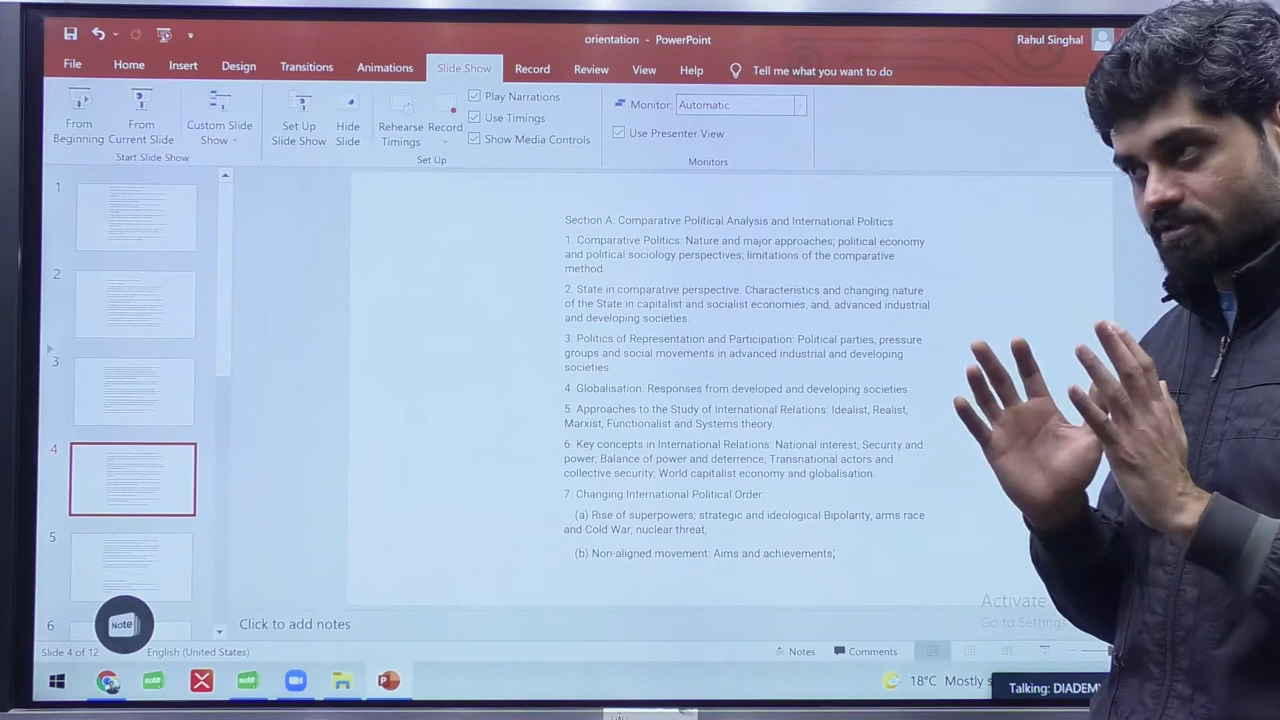 orientation - PowerPoint
Rahul Singhal
File Home Insert Design Transitions Animations Slide Show Record Review View Help Tell me what you want to do
From Beginning
From Current Slide
Custom Slide Show
Start Slide Show
Set Up Slide Show
Hide Slide
Rehearse Timings
Record
Play Narrations
Use Timings
Show Media Controls
Set Up
Monitor: Automatic
Use Presenter View
Monitors
1
2
3
4
5
6
Section A: Comparative Political Analysis and International Politics
1. Comparative Politics: Nature and major approaches; political economy
and political sociology perspectives; limitations of the comparative
method.
2. State in comparative perspective: Characteristics and changing nature
of the State in capitalist and socialist economies, and, advanced industrial
and developing societies.
3. Politics of Representation and Participation: Political parties, pressure
groups and social movements in advanced industrial and developing
societies.
4. Globalisation: Responses from developed and developing societies.
5. Approaches to the Study of International Relations: Idealist, Realist,
Marxist, Functionalist and Systems theory.
6. Key concepts in International Relations: National interest, Security and
power; Balance of power and deterrence; Transnational actors and
collective security; World capitalist economy and globalisation.
7. Changing International Political Order:
(a) Rise of superpowers; strategic and ideological Bipolarity, arms race
and Cold War; nuclear threat;
(b) Non-aligned movement: Aims and achievements;
Activate
Go to Settings
Note
Click to add notes
Slide 4 of 12
English (United States)
Notes
Comments
Note
Note
18°C Mostly
Talking: DIADEMY